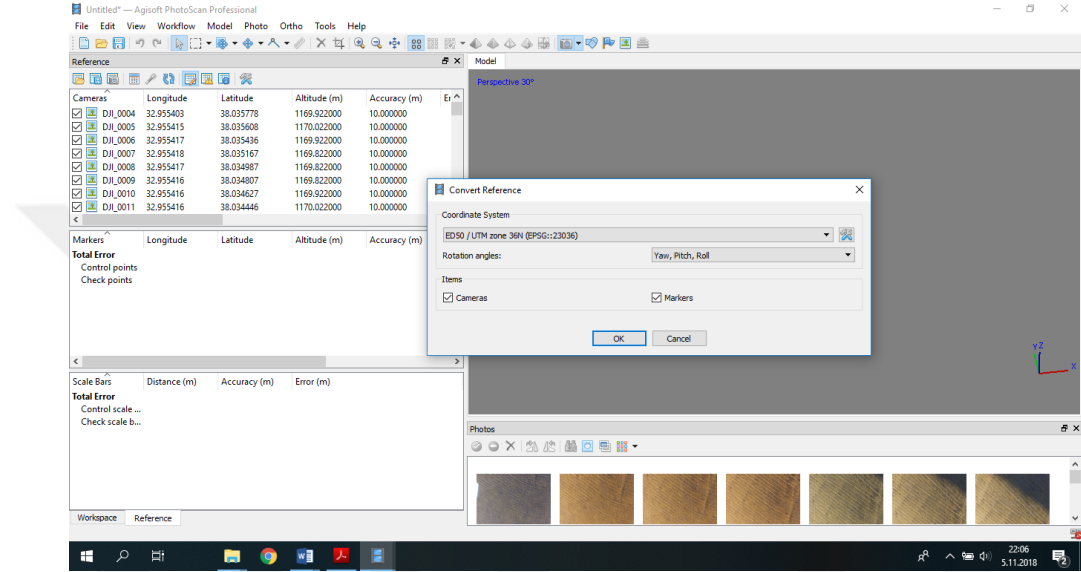 Untitled* — Agisoft PhotoScan Professional
File Edit View Workflow Model Photo Ortho Tools Help
Reference
Model
Perspective 30°
Cameras Longitude Latitude Altitude (m) Accuracy (m)
DJI_0004 32.955403 38.035778 1169.922000 10.000000
DJI_0005 32.955415 38.035608 1170.022000 10.000000
DJI_0006 32.955417 38.035436 1169.922000 10.000000
DJI_0007 32.955418 38.035167 1169.822000 10.000000
DJI_0008 32.955417 38.034987 1169.822000 10.000000
DJI_0009 32.955416 38.034807 1169.822000 10.000000
DJI_0010 32.955416 38.034627 1169.922000 10.000000
DJI_0011 32.955416 38.034446 1170.022000 10.000000
Markers Longitude Latitude Altitude (m) Accuracy (m)
Total Error
Control points
Check points
Convert Reference
Coordinate System
ED50 / UTM zone 36N (EPSG::23036)
Rotation angles: Yaw, Pitch, Roll
Items
Cameras Markers
OK Cancel
Y Z
X
Scale Bars Distance (m) Accuracy (m) Error (m)
Total Error
Control scale ...
Check scale b...
Photos
Workspace Reference
22:06
5.11.2018
2